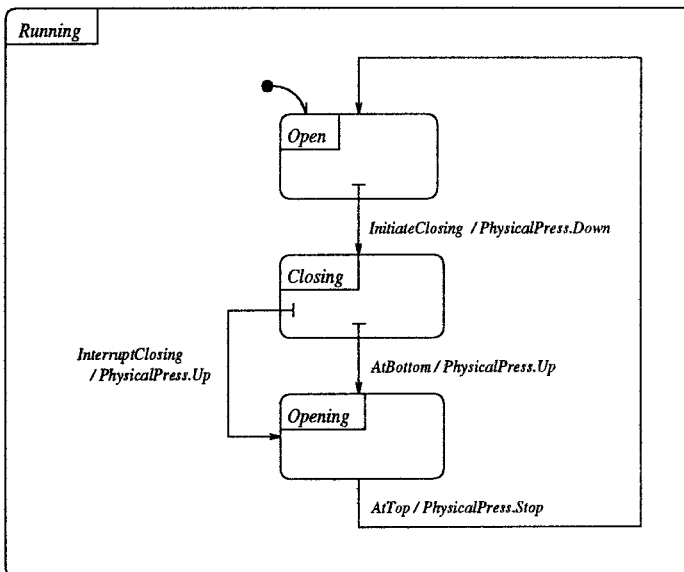 Running
Open
InitiateClosing / PhysicalPress.Down
Closing
InterruptClosing
/ PhysicalPress.Up
AtBottom / PhysicalPress.Up
Opening
AtTop / PhysicalPress.Stop